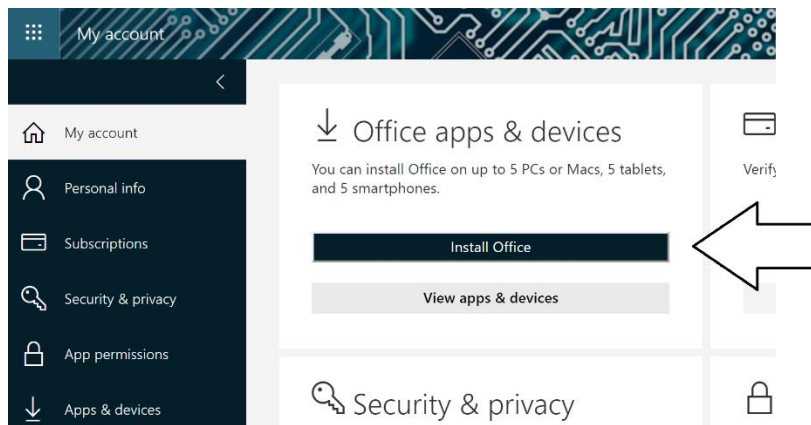 My account
My account
Personal info
Subscriptions
Security & privacy
App permissions
Apps & devices
Office apps & devices
You can install Office on up to 5 PCs or Macs, 5 tablets,
and 5 smartphones.
Install Office
View apps & devices
Security & privacy
Verify